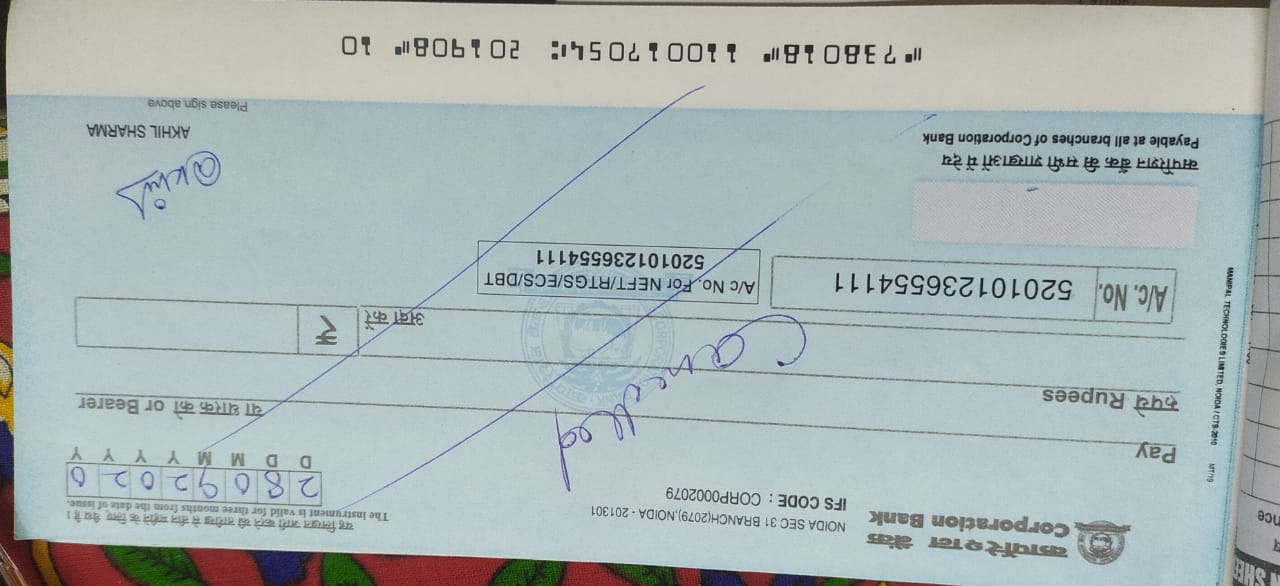 कार्पोरेशन बैंक
Corporation Bank
NOIDA SEC 31 BRANCH(2079),NOIDA - 201301
IFS CODE : CORP0002079
यह लिखत जारी करने की तारीख से तीन महीने के लिए वैध है।
The Instrument is valid for three months from the date of issue.
2 8 0 9 2 0 2 0
D D M M Y Y Y Y
Pay
या धारक को or Bearer
रुपये Rupees
Cancelled
अदा करें
₹
A/c. No. 520101236554111
A/c No. For NEFT/RTGS/ECS/DBT
520101236554111
कार्पोरेशन बैंक की सभी शाखाओं में देय
Payable at all branches of Corporation Bank
Akhil
AKHIL SHARMA
Please sign above
⑈738018⑈ 110017054⑆ 201908⑈ 10
MANIPAL TECHNOLOGIES LIMITED, NOIDA / CTS-2010
MT/19